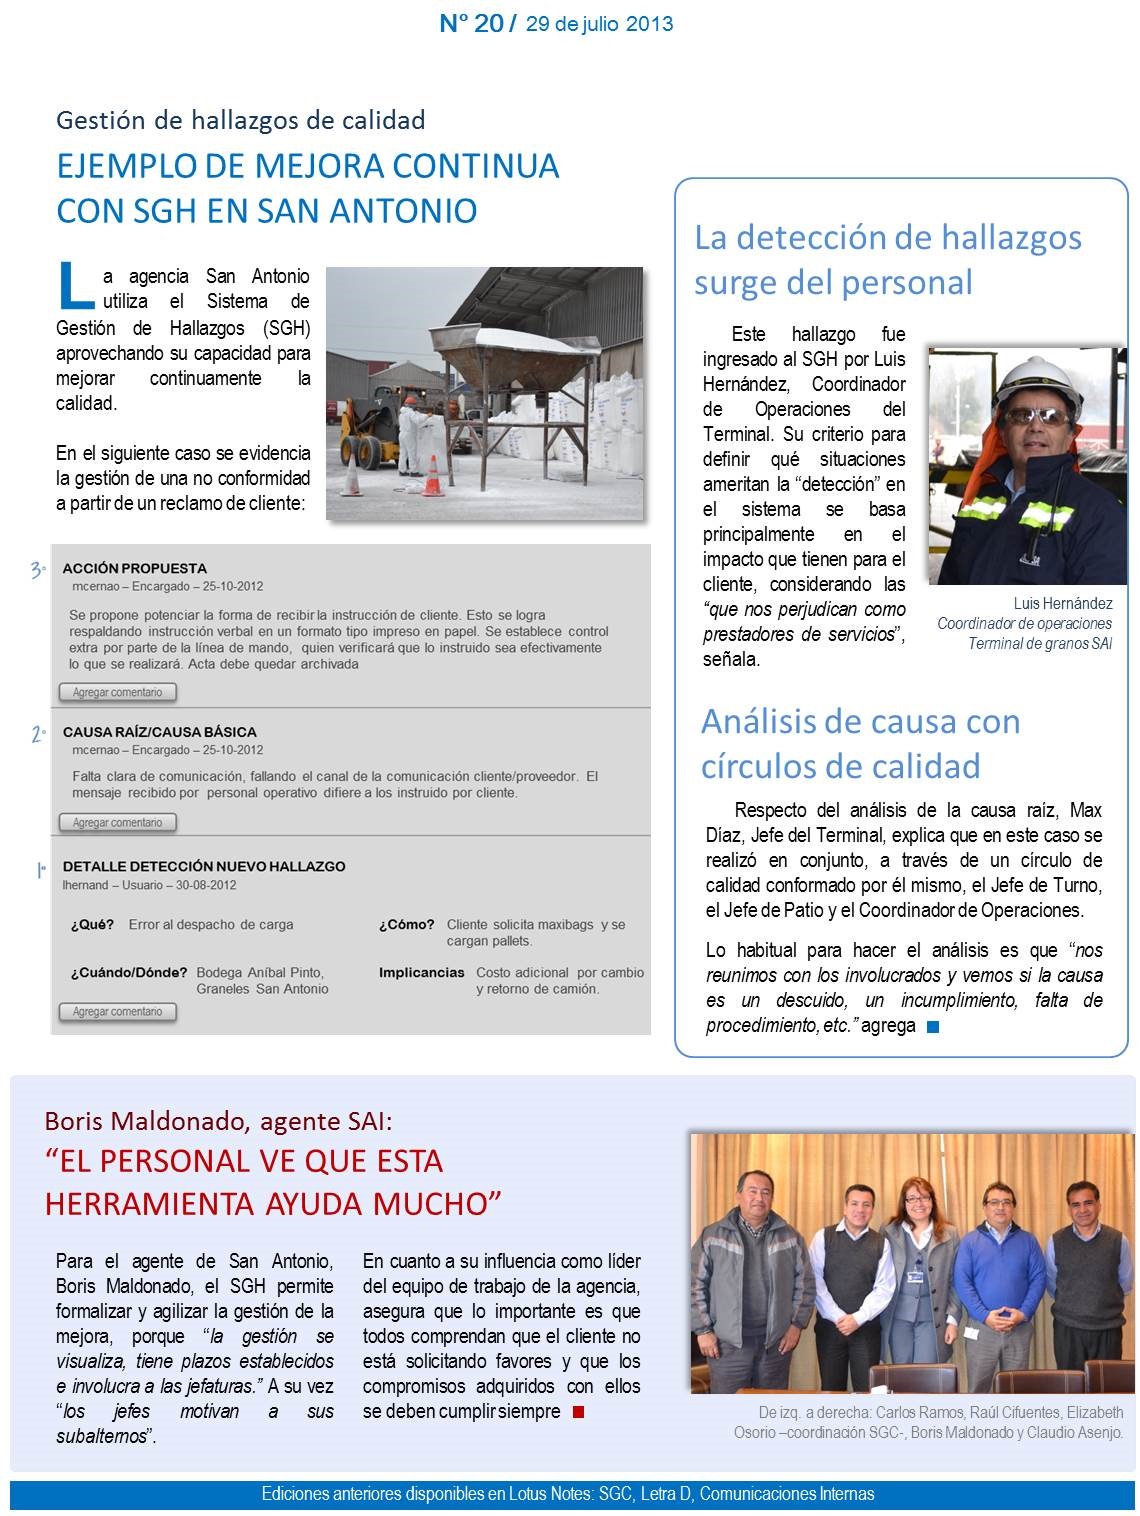 N° 20 / 29 de julio 2013
Gestión de hallazgos de calidad
EJEMPLO DE MEJORA CONTINUA
CON SGH EN SAN ANTONIO
La agencia San Antonio
utiliza el Sistema de
Gestión de Hallazgos (SGH)
aprovechando su capacidad para
mejorar continuamente la
calidad.
En el siguiente caso se evidencia
la gestión de una no conformidad
a partir de un reclamo de cliente:
3°
ACCIÓN PROPUESTA
mcernao – Encargado – 25-10-2012
Se propone potenciar la forma de recibir la instrucción de cliente. Esto se logra
respaldando instrucción verbal en un formato tipo impreso en papel. Se establece control
extra por parte de la línea de mando, quien verificará que lo instruido sea efectivamente
lo que se realizará. Acta debe quedar archivada
Agregar comentario
2°
CAUSA RAÍZ/CAUSA BÁSICA
mcernao – Encargado – 25-10-2012
Falta clara de comunicación, fallando el canal de la comunicación cliente/proveedor. El
mensaje recibido por personal operativo difiere a los instruido por cliente.
Agregar comentario
1°
DETALLE DETECCIÓN NUEVO HALLAZGO
lhernand – Usuario – 30-08-2012
¿Qué? Error al despacho de carga
¿Cómo? Cliente solicita maxibags y se
cargan pallets.
¿Cuándo/Dónde? Bodega Aníbal Pinto,
Graneles San Antonio
Implicancias Costo adicional por cambio
y retorno de camión.
Agregar comentario
La detección de hallazgos
surge del personal
Este hallazgo fue
ingresado al SGH por Luis
Hernández, Coordinador
de Operaciones del
Terminal. Su criterio para
definir qué situaciones
ameritan la “detección” en
el sistema se basa
principalmente en el
impacto que tienen para el
cliente, considerando las
“que nos perjudican como
prestadores de servicios”,
señala.
Luis Hernández
Coordinador de operaciones
Terminal de granos SAI
Análisis de causa con
círculos de calidad
Respecto del análisis de la causa raíz, Max
Díaz, Jefe del Terminal, explica que en este caso se
realizó en conjunto, a través de un círculo de
calidad conformado por él mismo, el Jefe de Turno,
el Jefe de Patio y el Coordinador de Operaciones.
Lo habitual para hacer el análisis es que “nos
reunimos con los involucrados y vemos si la causa
es un descuido, un incumplimiento, falta de
procedimiento, etc.” agrega
Boris Maldonado, agente SAI:
“EL PERSONAL VE QUE ESTA
HERRAMIENTA AYUDA MUCHO”
Para el agente de San Antonio,
Boris Maldonado, el SGH permite
formalizar y agilizar la gestión de la
mejora, porque “la gestión se
visualiza, tiene plazos establecidos
e involucra a las jefaturas.” A su vez
“los jefes motivan a sus
subalternos”.
En cuanto a su influencia como líder
del equipo de trabajo de la agencia,
asegura que lo importante es que
todos comprendan que el cliente no
está solicitando favores y que los
compromisos adquiridos con ellos
se deben cumplir siempre
De izq. a derecha: Carlos Ramos, Raúl Cifuentes, Elizabeth
Osorio –coordinación SGC-, Boris Maldonado y Claudio Asenjo.
Ediciones anteriores disponibles en Lotus Notes: SGC, Letra D, Comunicaciones Internas